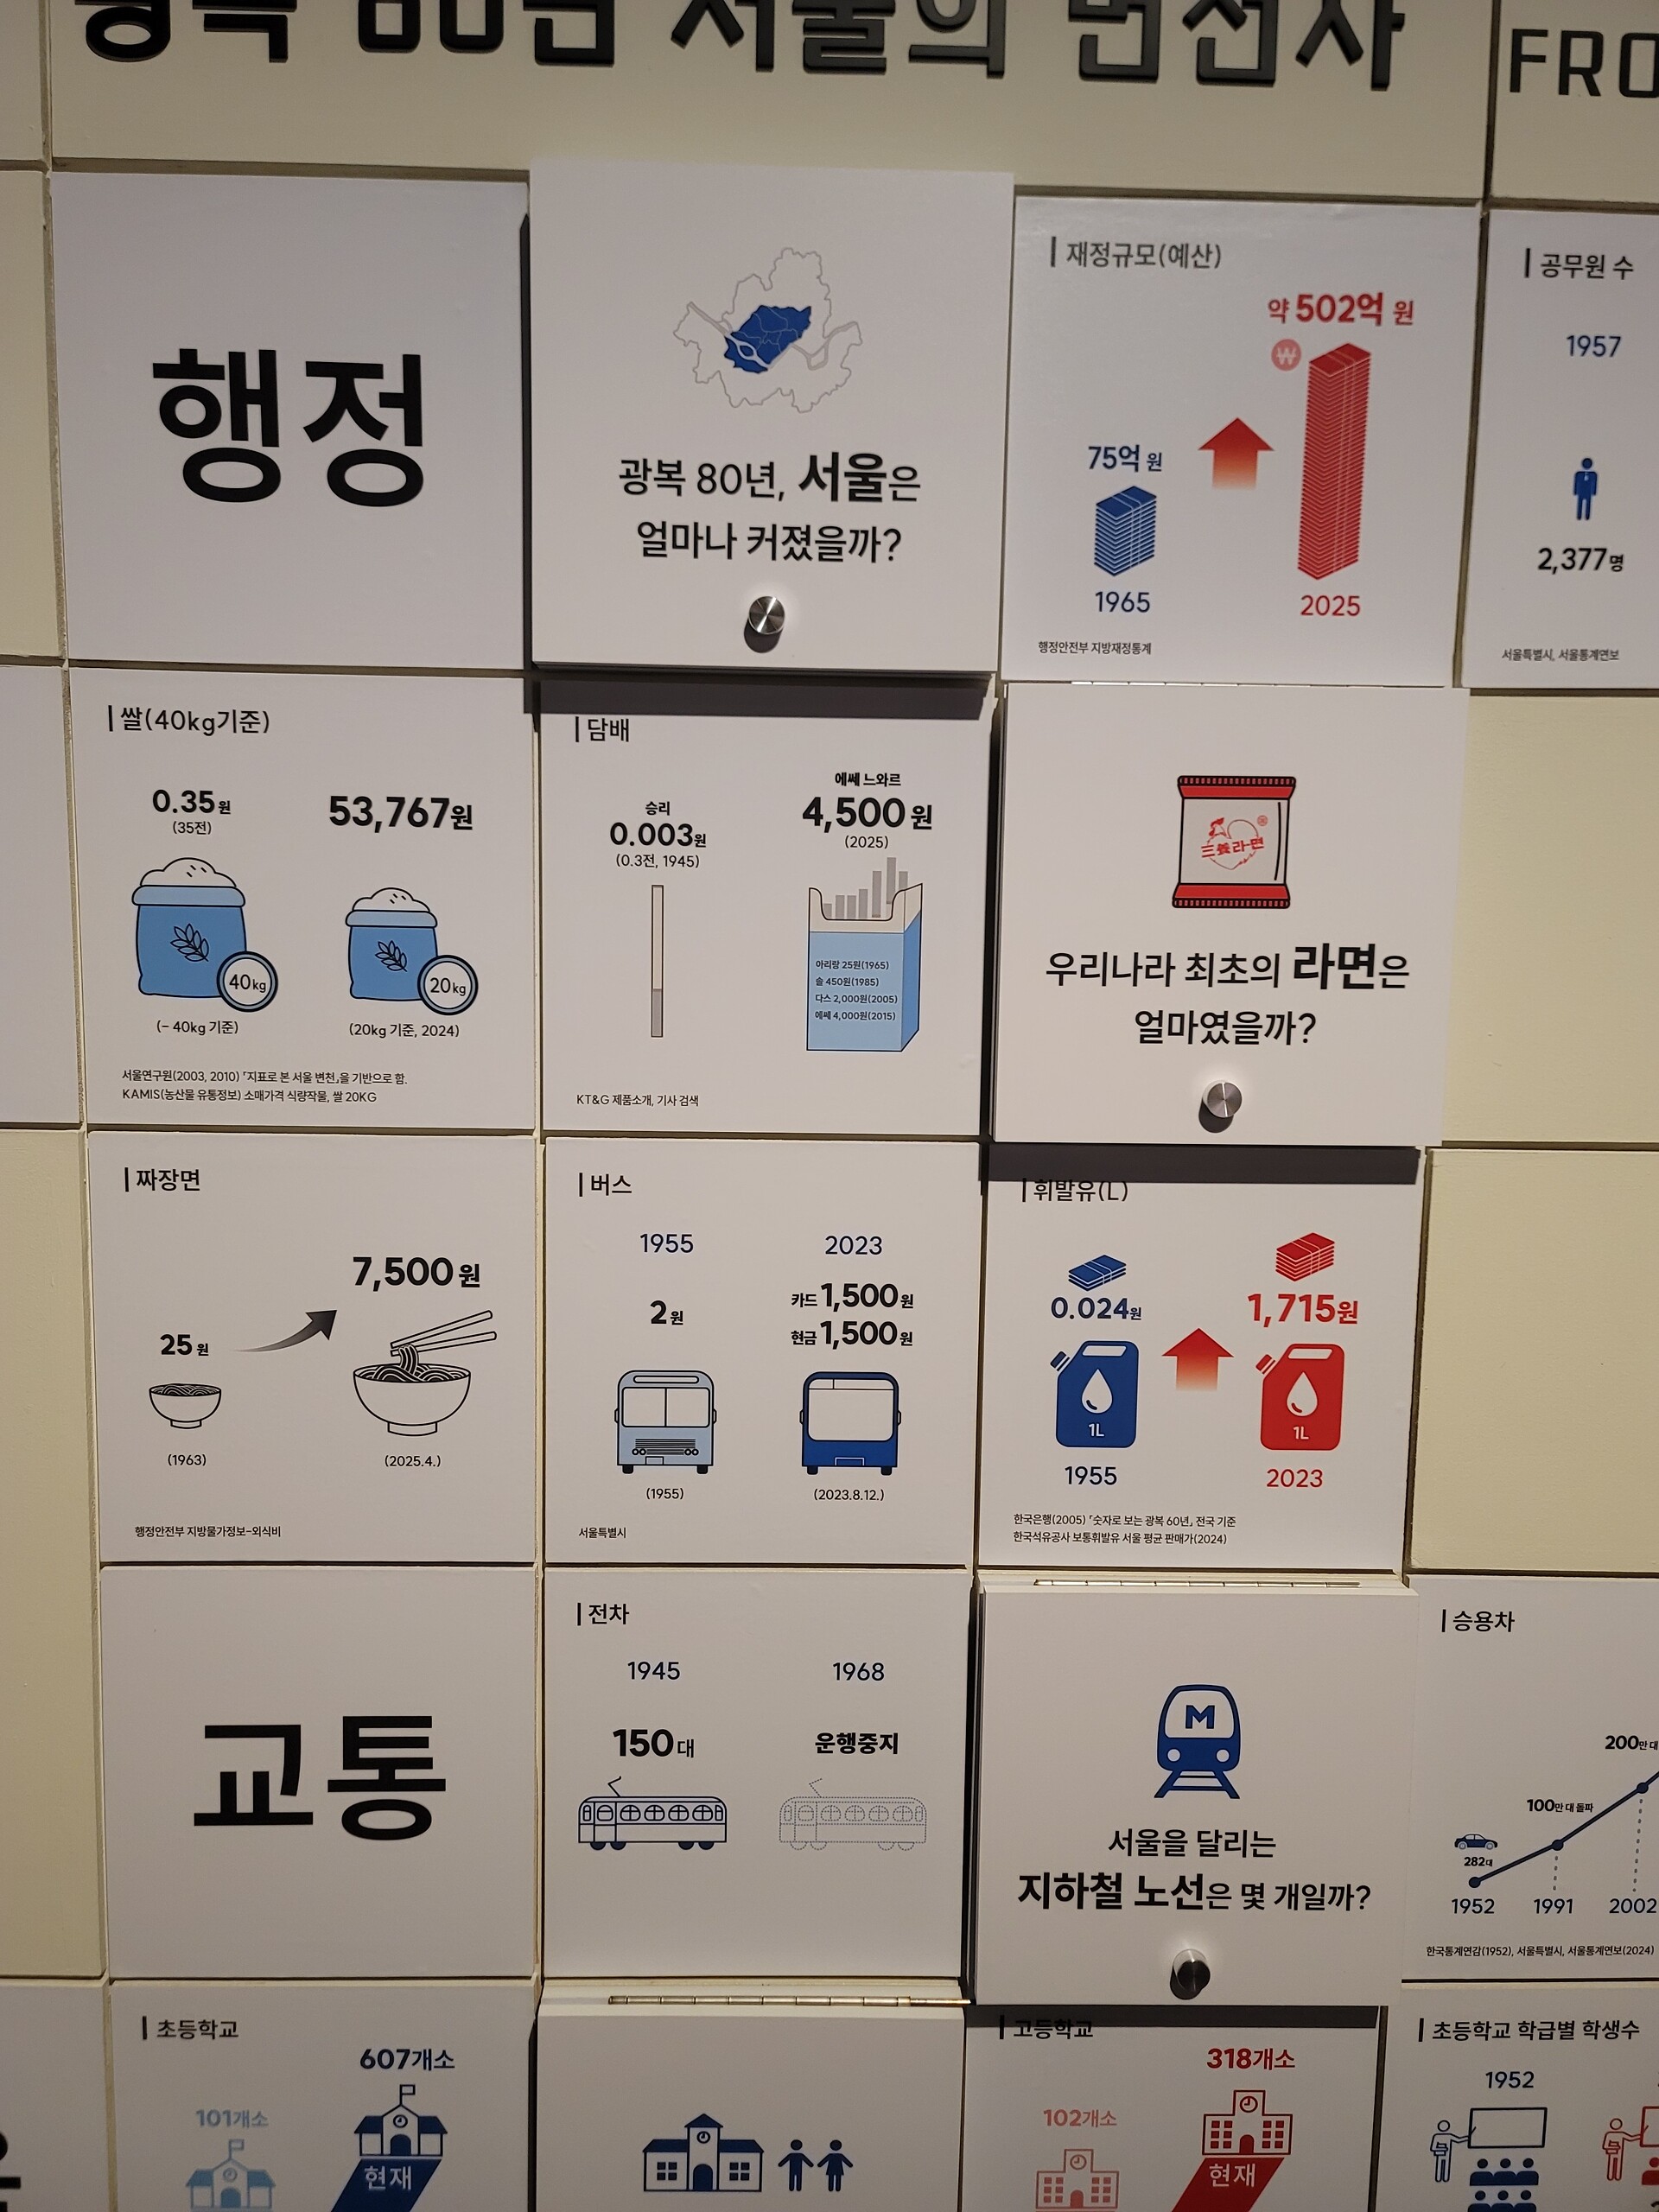 광복 80년 서울의 변천사
FRO
행정
광복 80년, 서울은
얼마나 커졌을까?
재정규모(예산)
약 502억 원
₩
75억 원
1965
2025
행정안전부 지방재정통계
공무원 수
1957
2,377명
서울특별시, 서울통계연보
쌀(40kg기준)
0.35원
(35전)
53,767원
40kg
20kg
(- 40kg 기준)
(20kg 기준, 2024)
서울연구원(2003, 2010) 「지표로 본 서울 변천」을 기반으로 함.
KAMIS(농산물 유통정보) 소매가격 식량작물, 쌀 20KG
담배
승리
0.003원
(0.3전, 1945)
에쎄 느와르
4,500원
(2025)
아리랑 25원(1965)
솔 450원(1985)
다스 2,000원(2005)
에쎄 4,000원(2015)
KT&G 제품소개, 기사 검색
三養라면
우리나라 최초의 라면은
얼마였을까?
짜장면
7,500원
25원
(1963)
(2025.4.)
행정안전부 지방물가정보-외식비
버스
1955
2023
2원
카드 1,500원
현금 1,500원
(1955)
(2023.8.12.)
서울특별시
휘발유(L)
0.024원
1,715원
1L
1L
1955
2023
한국은행(2005) 「숫자로 보는 광복 60년」 전국 기준
한국석유공사 보통휘발유 서울 평균 판매가(2024)
교통
전차
1945
1968
150대
운행중지
M
서울을 달리는
지하철 노선은 몇 개일까?
승용차
200만 대
100만 대 돌파
282대
1952
1991
2002
한국통계연감(1952), 서울특별시, 서울통계연보(2024)
초등학교
607개소
101개소
현재
고등학교
318개소
102개소
현재
초등학교 학급별 학생수
1952